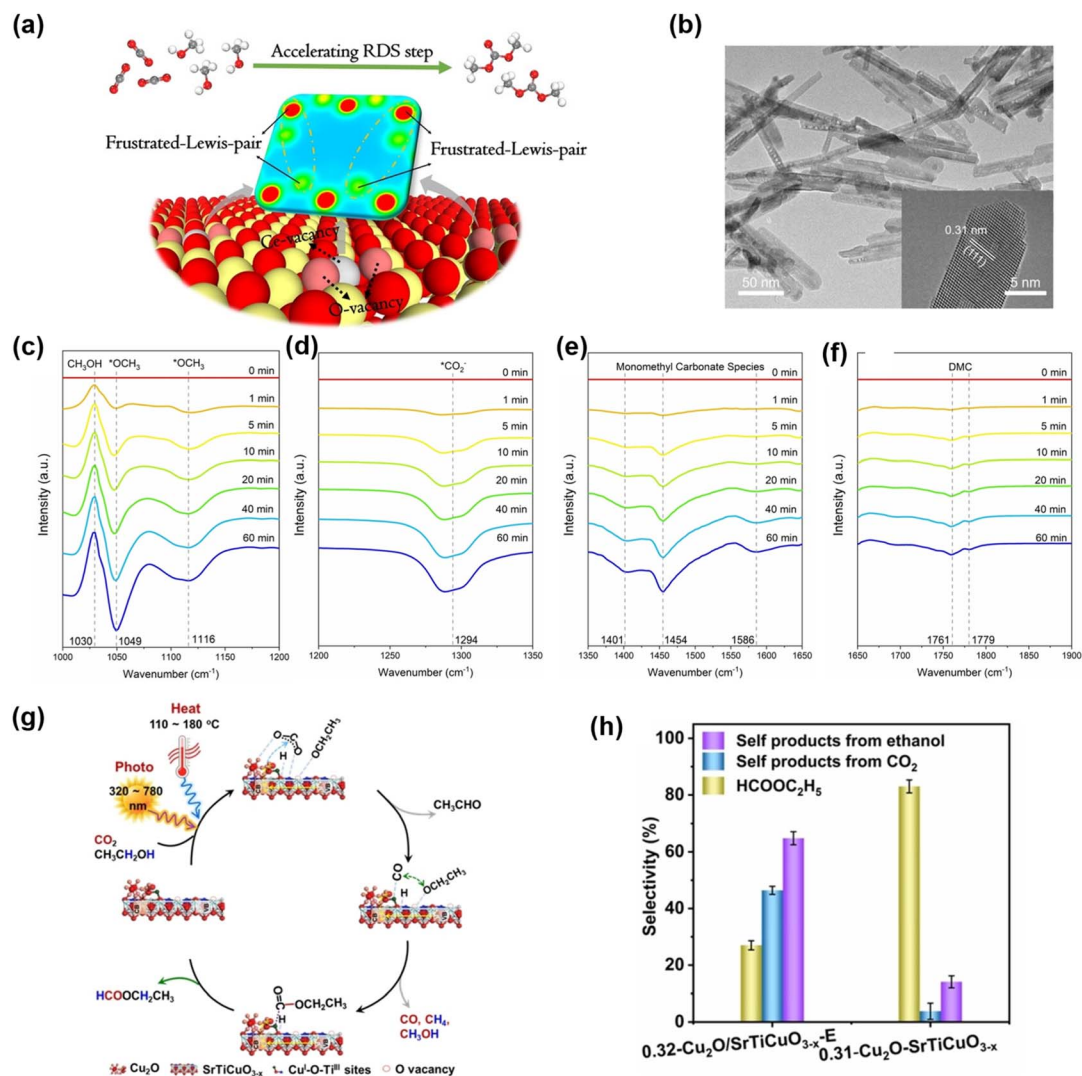 (a)
Accelerating RDS step
Frustrated-Lewis-pair
Frustrated-Lewis-pair
Ce-vacancy
O-vacancy
(b)
0.31 nm
(111)
50 nm
5 nm
(c)
CH₃OH *OCH₃ *OCH₃
0 min
1 min
5 min
10 min
20 min
40 min
60 min
1030 1049 1116
1000 1050 1100 1150 1200
Wavenumber (cm⁻¹)
Intensity (a.u.)
(d)
*CO₂⁻
0 min
1 min
5 min
10 min
20 min
40 min
60 min
1294
1200 1250 1300 1350
Wavenumber (cm⁻¹)
Intensity (a.u.)
(e)
Monomethyl Carbonate Species
0 min
1 min
5 min
10 min
20 min
40 min
60 min
1401 1454 1586
1350 1400 1450 1500 1550 1600 1650
Wavenumber (cm⁻¹)
Intensity (a.u.)
(f)
DMC
0 min
1 min
5 min
10 min
20 min
40 min
60 min
1761 1779
1650 1700 1750 1800 1850 1900
Wavenumber (cm⁻¹)
Intensity (a.u.)
(g)
Heat
110 ~ 180 °C
Photo
320 ~ 780
nm
CO₂
CH₃CH₂OH
O C O
H
OCH₂CH₃
CH₃CHO
CO
H
OCH₂CH₃
CO, CH₄,
CH₃OH
O
C OCH₂CH₃
H
HCOOCH₂CH₃
Cu₂O SrTiCuO₃₋ₓ Cuᴵ-O-Tiᴵᴵᴵ sites O vacancy
(h)
Self products from ethanol
Self products from CO₂
HCOOC₂H₅
100
80
60
40
20
0
Selectivity (%)
0.32-Cu₂O/SrTiCuO₃₋ₓ-E
0.31-Cu₂O-SrTiCuO₃₋ₓ